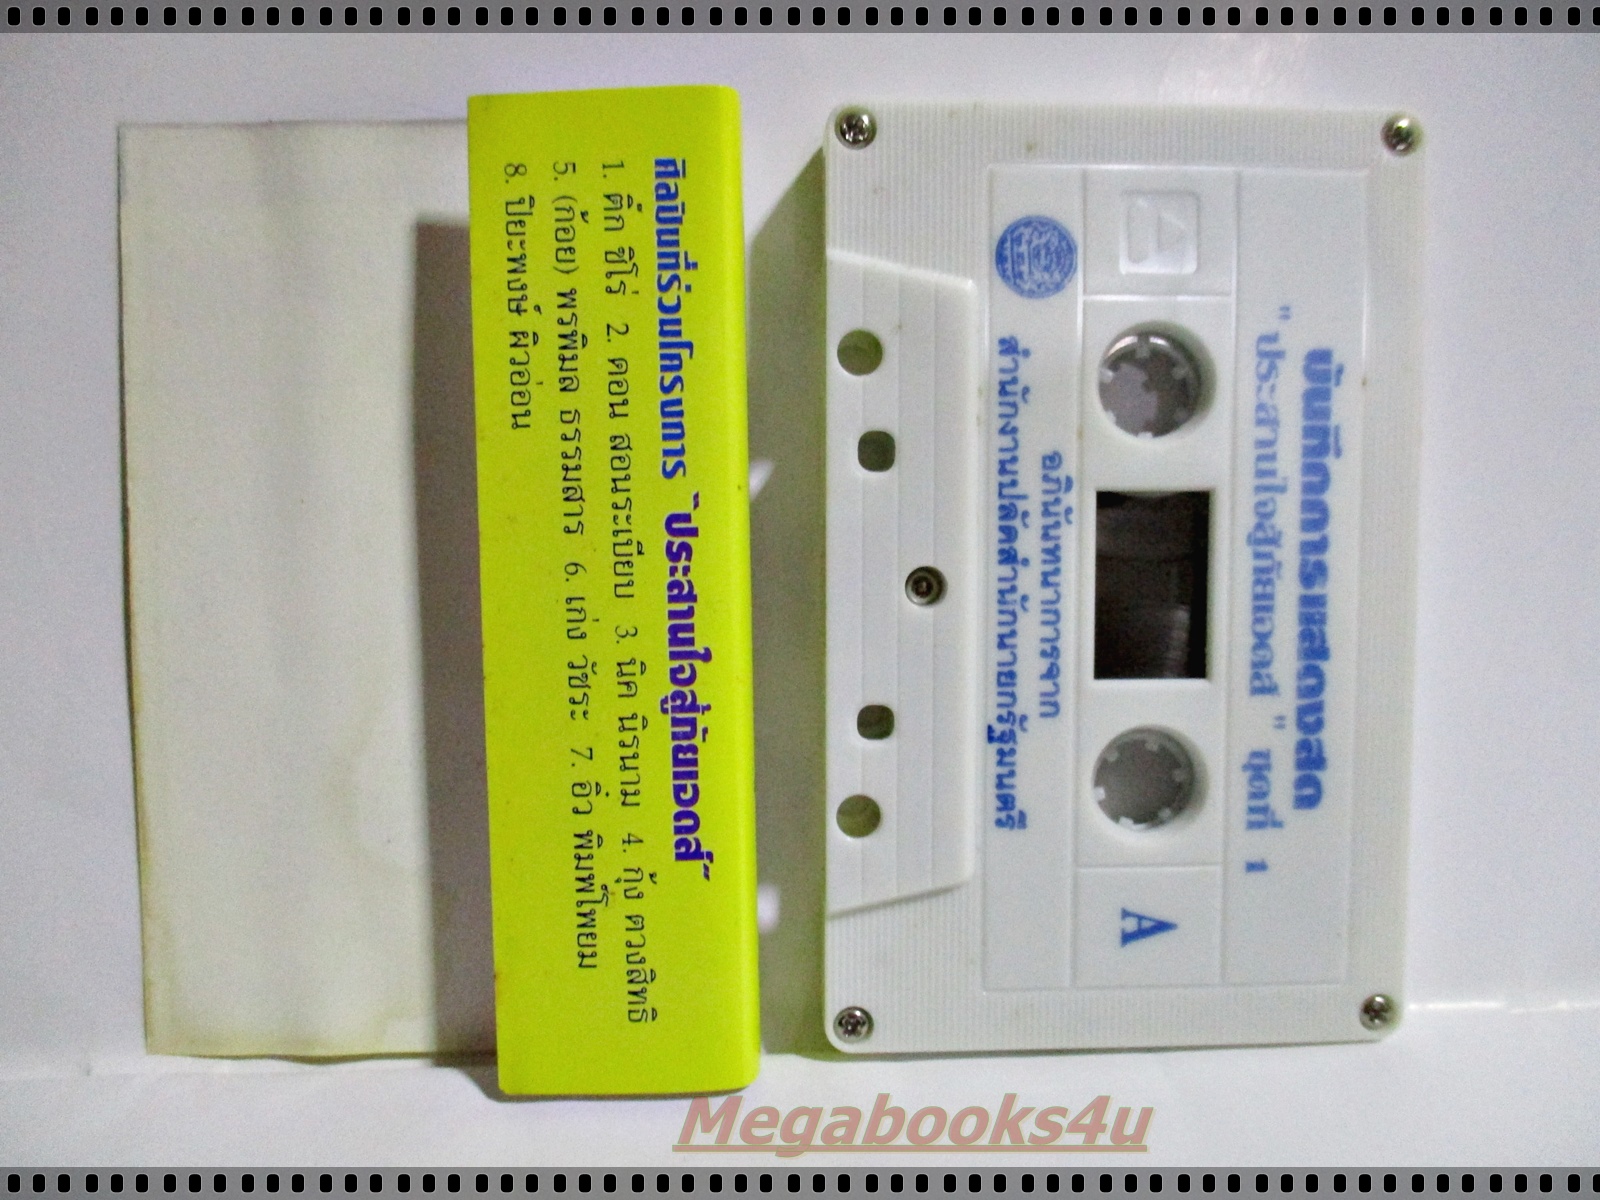 ศิลปินที่ร่วมโครงการ "ประสานใจสู้ภัยเอดส์"
1. ติ๊ก ชิโร่ 2. ดอน สอนระเบียบ 3. นิค นิรนาม 4. กุ้ง ตวงสิทธิ
5. (ก้อย) พรพิมล ธรรมสาร 6. เก่ง วัชระ 7. อิ๋ว พิมพ์โพยม
8. ปิยะพงษ์ ผิวอ่อน
บันทึกการแสดงสด
"ประสานใจสู้ภัยเอดส์" ชุดที่ 1
A
อภินันทนาการจาก
สำนักงานปลัดสำนักนายกรัฐมนตรี
Megabooks4u